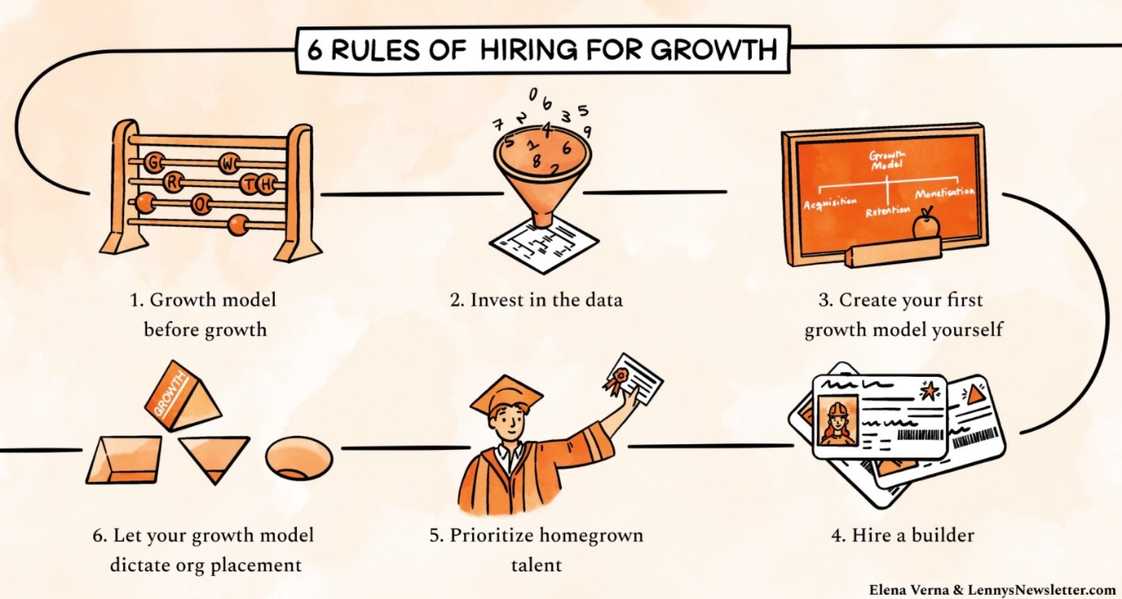 6 RULES OF HIRING FOR GROWTH
G W
R T H
O
0 6 5
7 2 3
4 9
5 1 6
8
2
1. Growth model
before growth
2. Invest in the data
Growth
Model
Acquisition Retention Monetisation
3. Create your first
growth model yourself
4. Hire a builder
5. Prioritize homegrown
talent
GROWTH
6. Let your growth model
dictate org placement
Elena Verna & LennysNewsletter.com